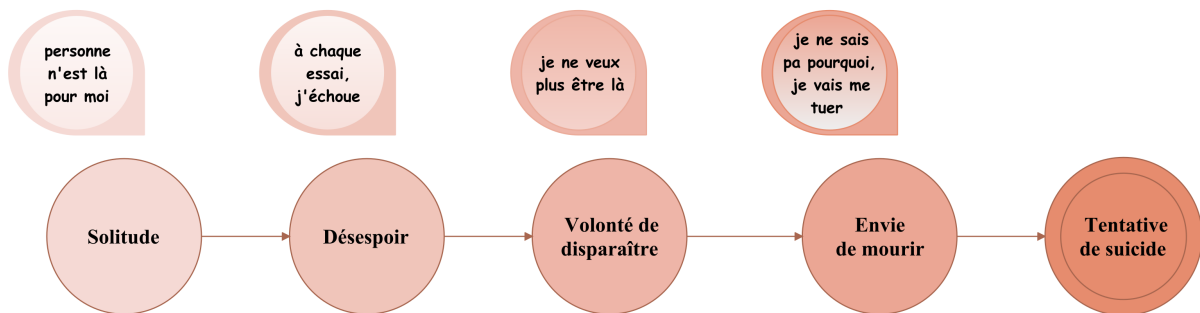 personne
n'est là
pour moi
à chaque
essai,
j'échoue
je ne veux
plus être là
je ne sais
pa pourquoi,
je vais me
tuer
Solitude
Désespoir
Volonté de
disparaître
Envie
de mourir
Tentative
de suicide